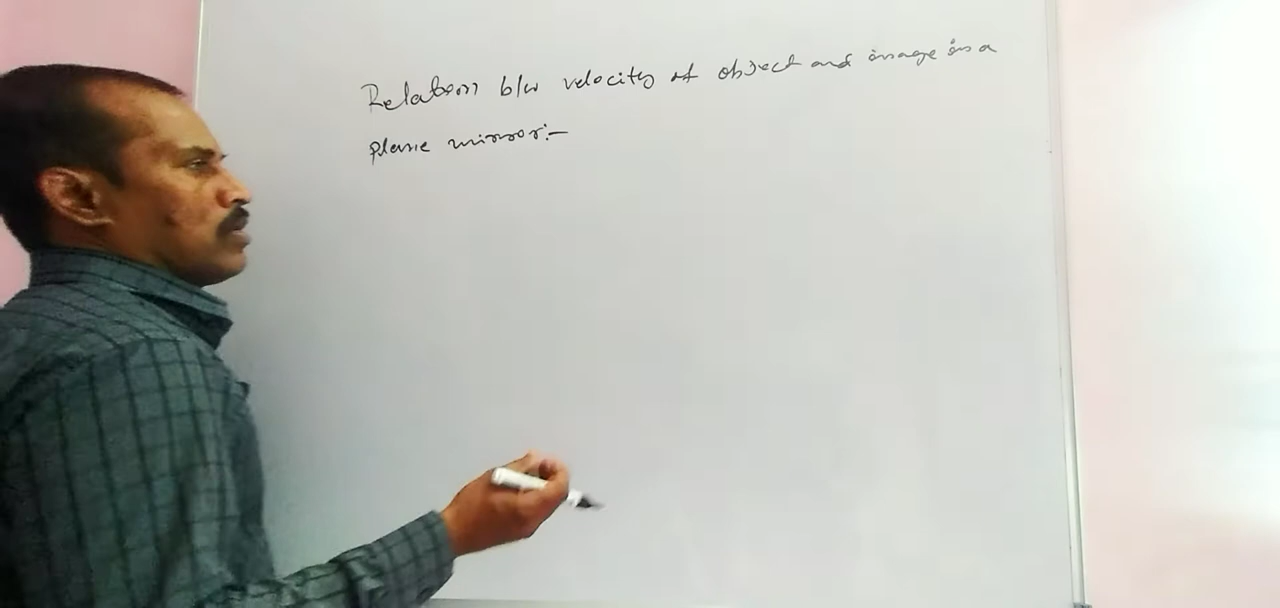 Relation b/w velocity of object and image in a
plane mirror:-